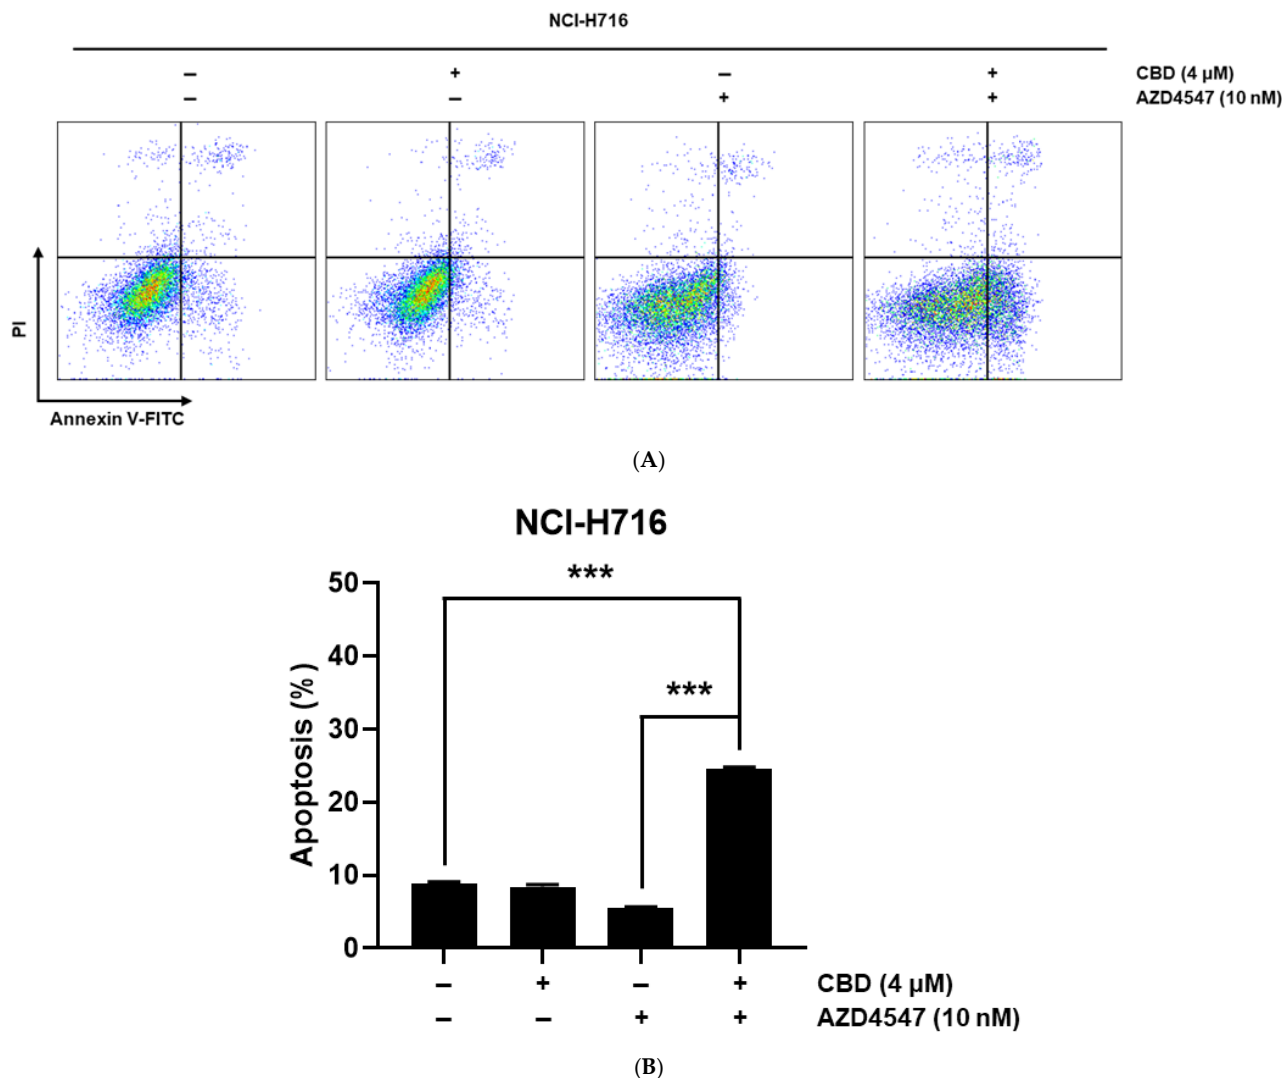 NCI-H716
– + – + CBD (4 µM)
– – + + AZD4547 (10 nM)
PI
Annexin V-FITC
(A)
NCI-H716
***
***
Apoptosis (%)
50
40
30
20
10
0
– + – + CBD (4 µM)
– – + + AZD4547 (10 nM)
(B)